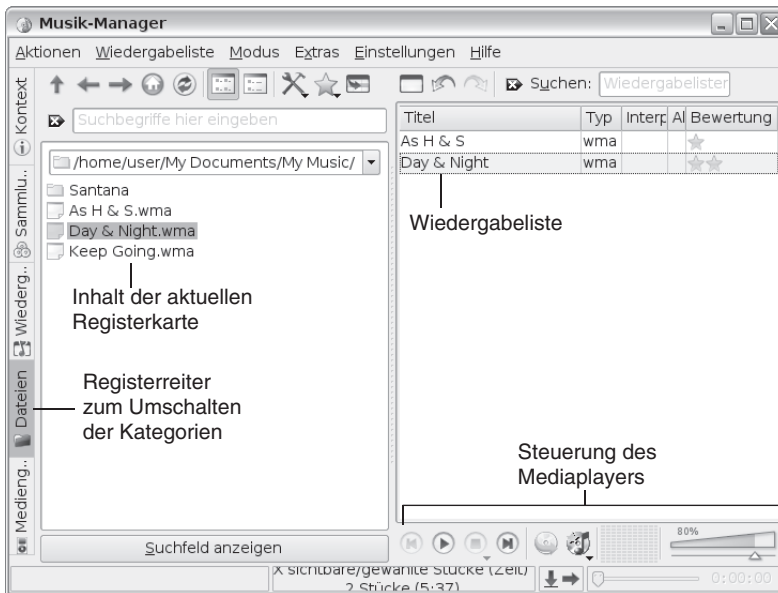 Musik-Manager
Aktionen Wiedergabeliste Modus Extras Einstellungen Hilfe
Suchen: Wiedergabelister
Kontext
Sammlu..
Wiederg..
Dateien
Medieng..
Suchbegriffe hier eingeben
/home/user/My Documents/My Music/
Santana
As H & S.wma
Day & Night.wma
Keep Going.wma
Inhalt der aktuellen
Registerkarte
Registerreiter
zum Umschalten
der Kategorien
Suchfeld anzeigen
Titel Typ Interp Al Bewertung
As H & S wma
Day & Night wma
Wiedergabeliste
Steuerung des
Mediaplayers
80%
X sichtbare/gewählte Stücke (Zeit)
2 Stücke (5:37)
0:00:00